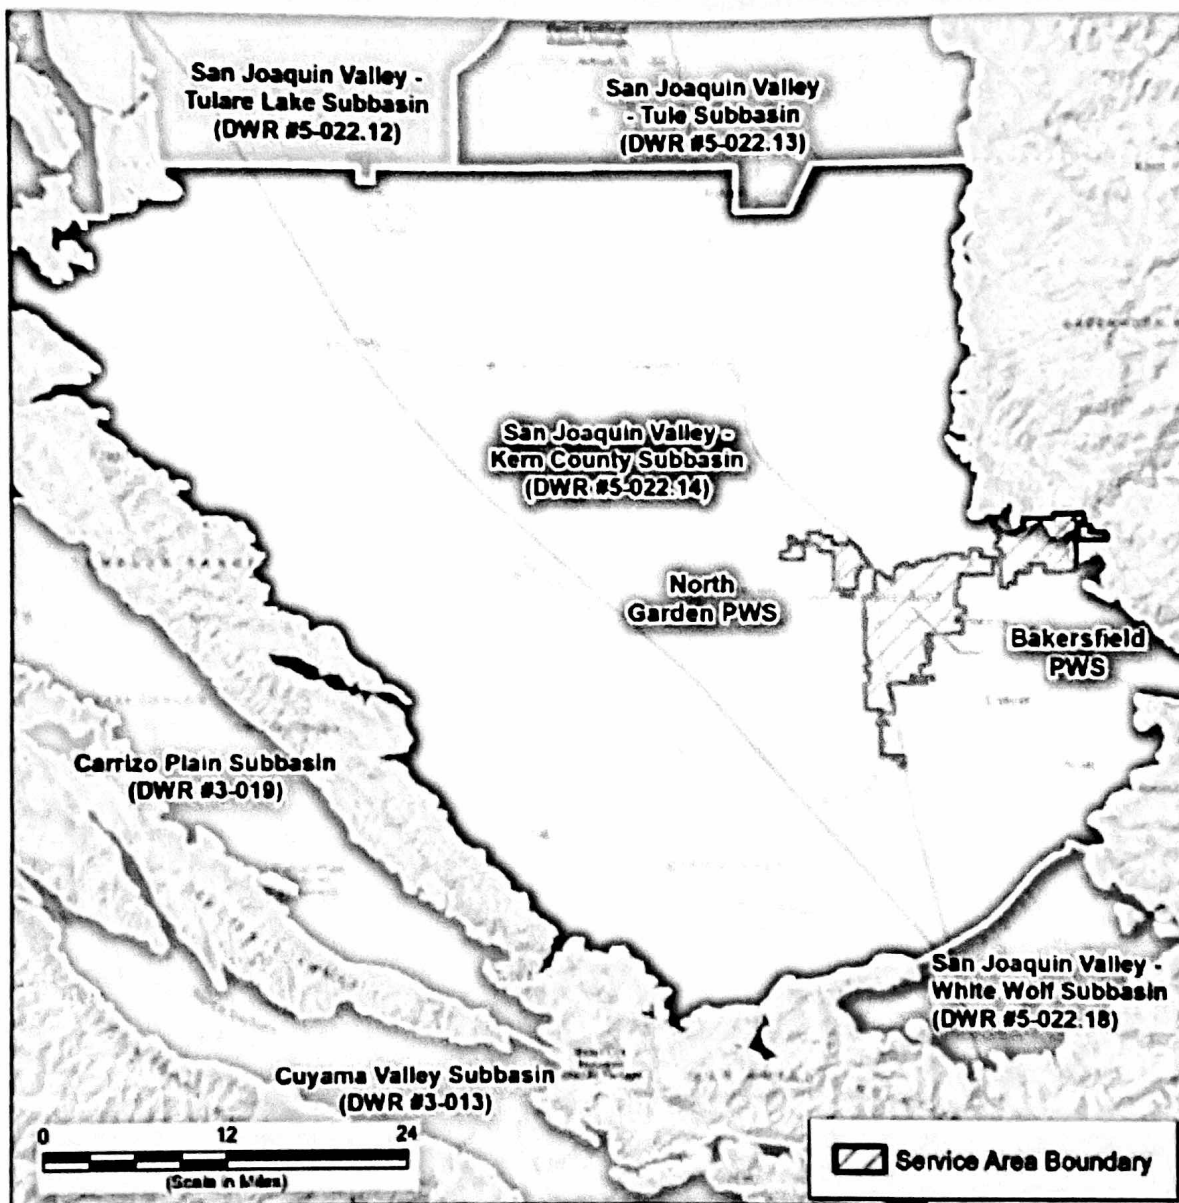 San Joaquin Valley -
Tulare Lake Subbasin
(DWR #5-022.12)
San Joaquin Valley
- Tule Subbasin
(DWR #5-022.13)
San Joaquin Valley -
Kern County Subbasin
(DWR #5-022.14)
North
Garden PWS
Bakersfield
PWS
Carrizo Plain Subbasin
(DWR #3-019)
San Joaquin Valley -
White Wolf Subbasin
(DWR #5-022.18)
Cuyama Valley Subbasin
(DWR #3-013)
0 12 24
(Scale in Miles)
Service Area Boundary